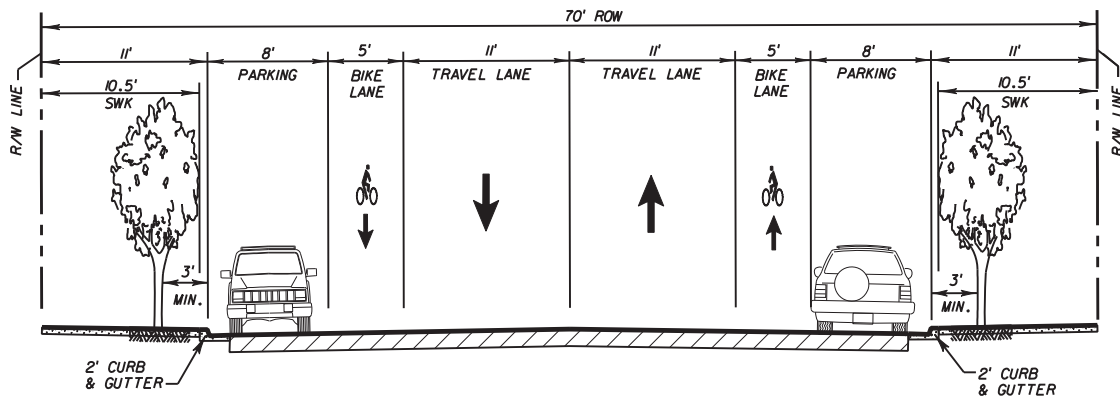 70' ROW
11'
8'
5'
11'
11'
5'
8'
11'
PARKING
BIKE
LANE
TRAVEL LANE
TRAVEL LANE
BIKE
LANE
PARKING
10.5'
SWK
10.5'
SWK
R/W LINE
R/W LINE
3'
MIN.
3'
MIN.
2' CURB
& GUTTER
2' CURB
& GUTTER